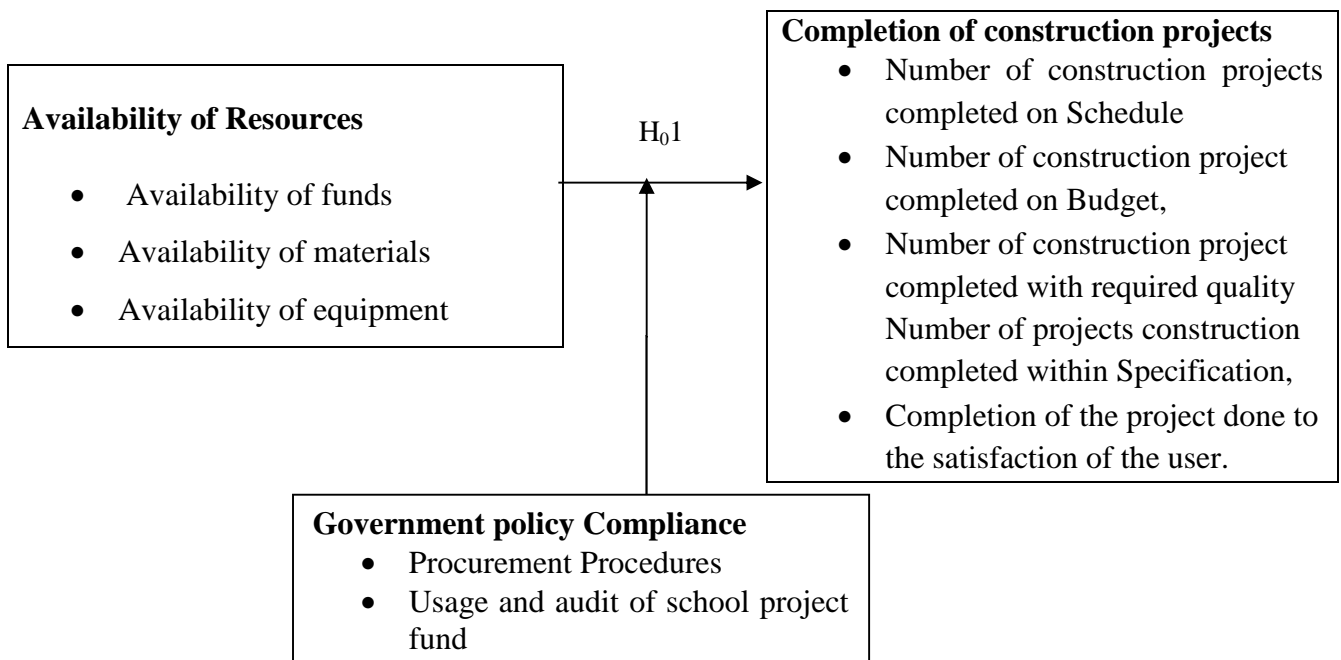 Availability of Resources
• Availability of funds
• Availability of materials
• Availability of equipment
H₀1
Completion of construction projects
• Number of construction projects
completed on Schedule
• Number of construction project
completed on Budget,
• Number of construction project
completed with required quality
Number of projects construction
completed within Specification,
• Completion of the project done to
the satisfaction of the user.
Government policy Compliance
• Procurement Procedures
• Usage and audit of school project
fund